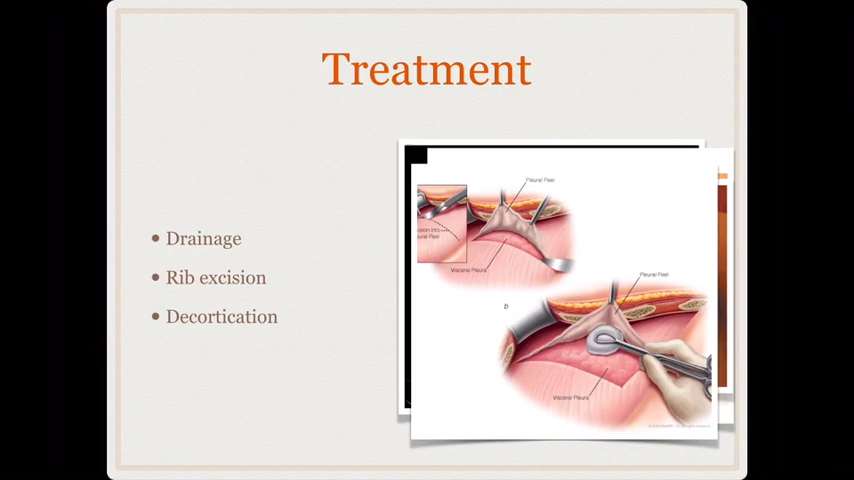 Treatment
Drainage
Rib excision
Decortication
Pleural Peel
Visceral Pleura
Pleural Peel
b
Visceral Pleura